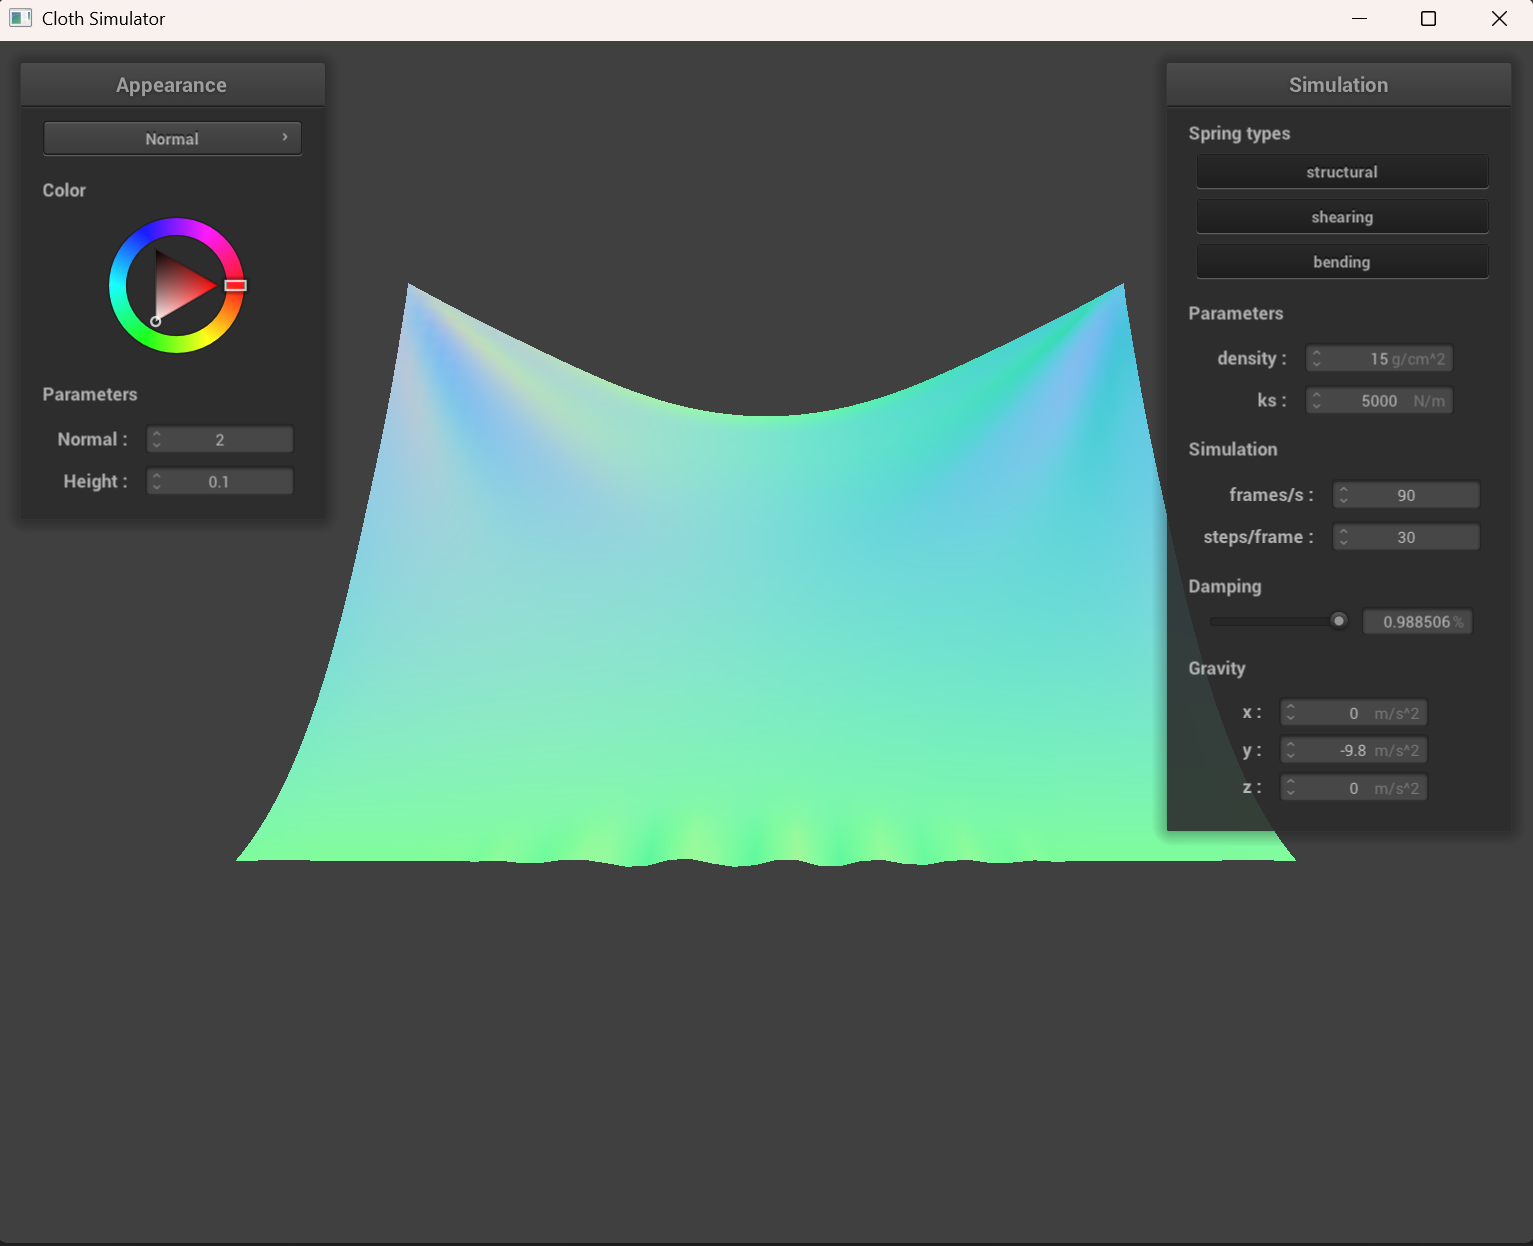 Cloth Simulator
Appearance
Normal
Color
Parameters
Normal : 2
Height : 0.1
Simulation
Spring types
structural
shearing
bending
Parameters
density : 15 g/cm^2
ks : 5000 N/m
Simulation
frames/s : 90
steps/frame : 30
Damping
0.988506 %
Gravity
x : 0 m/s^2
y : -9.8 m/s^2
z : 0 m/s^2